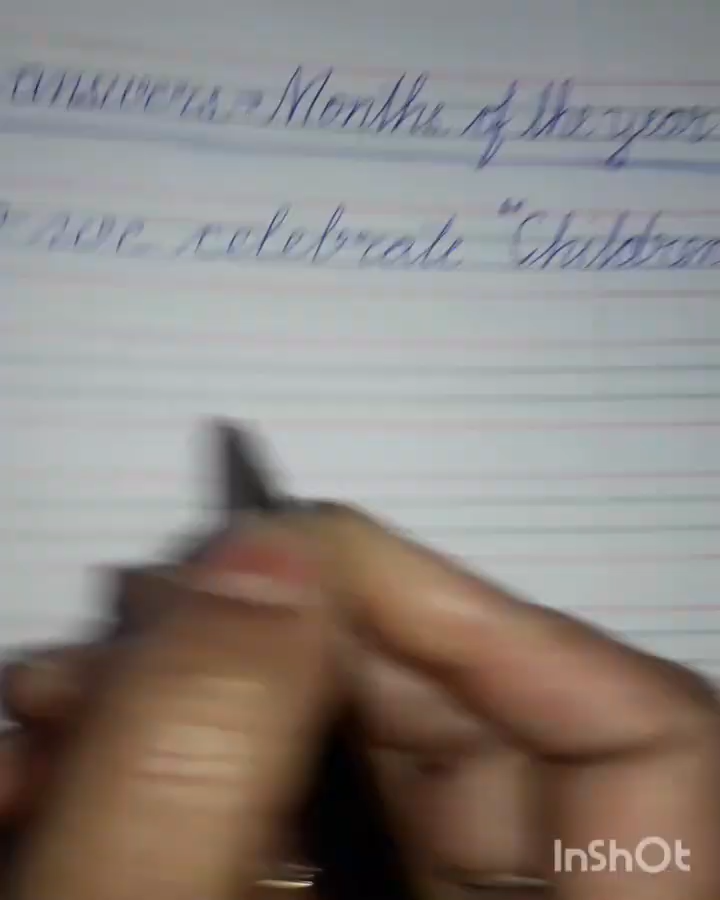 answers:- Months of the year
we celebrate "Children
InShOt